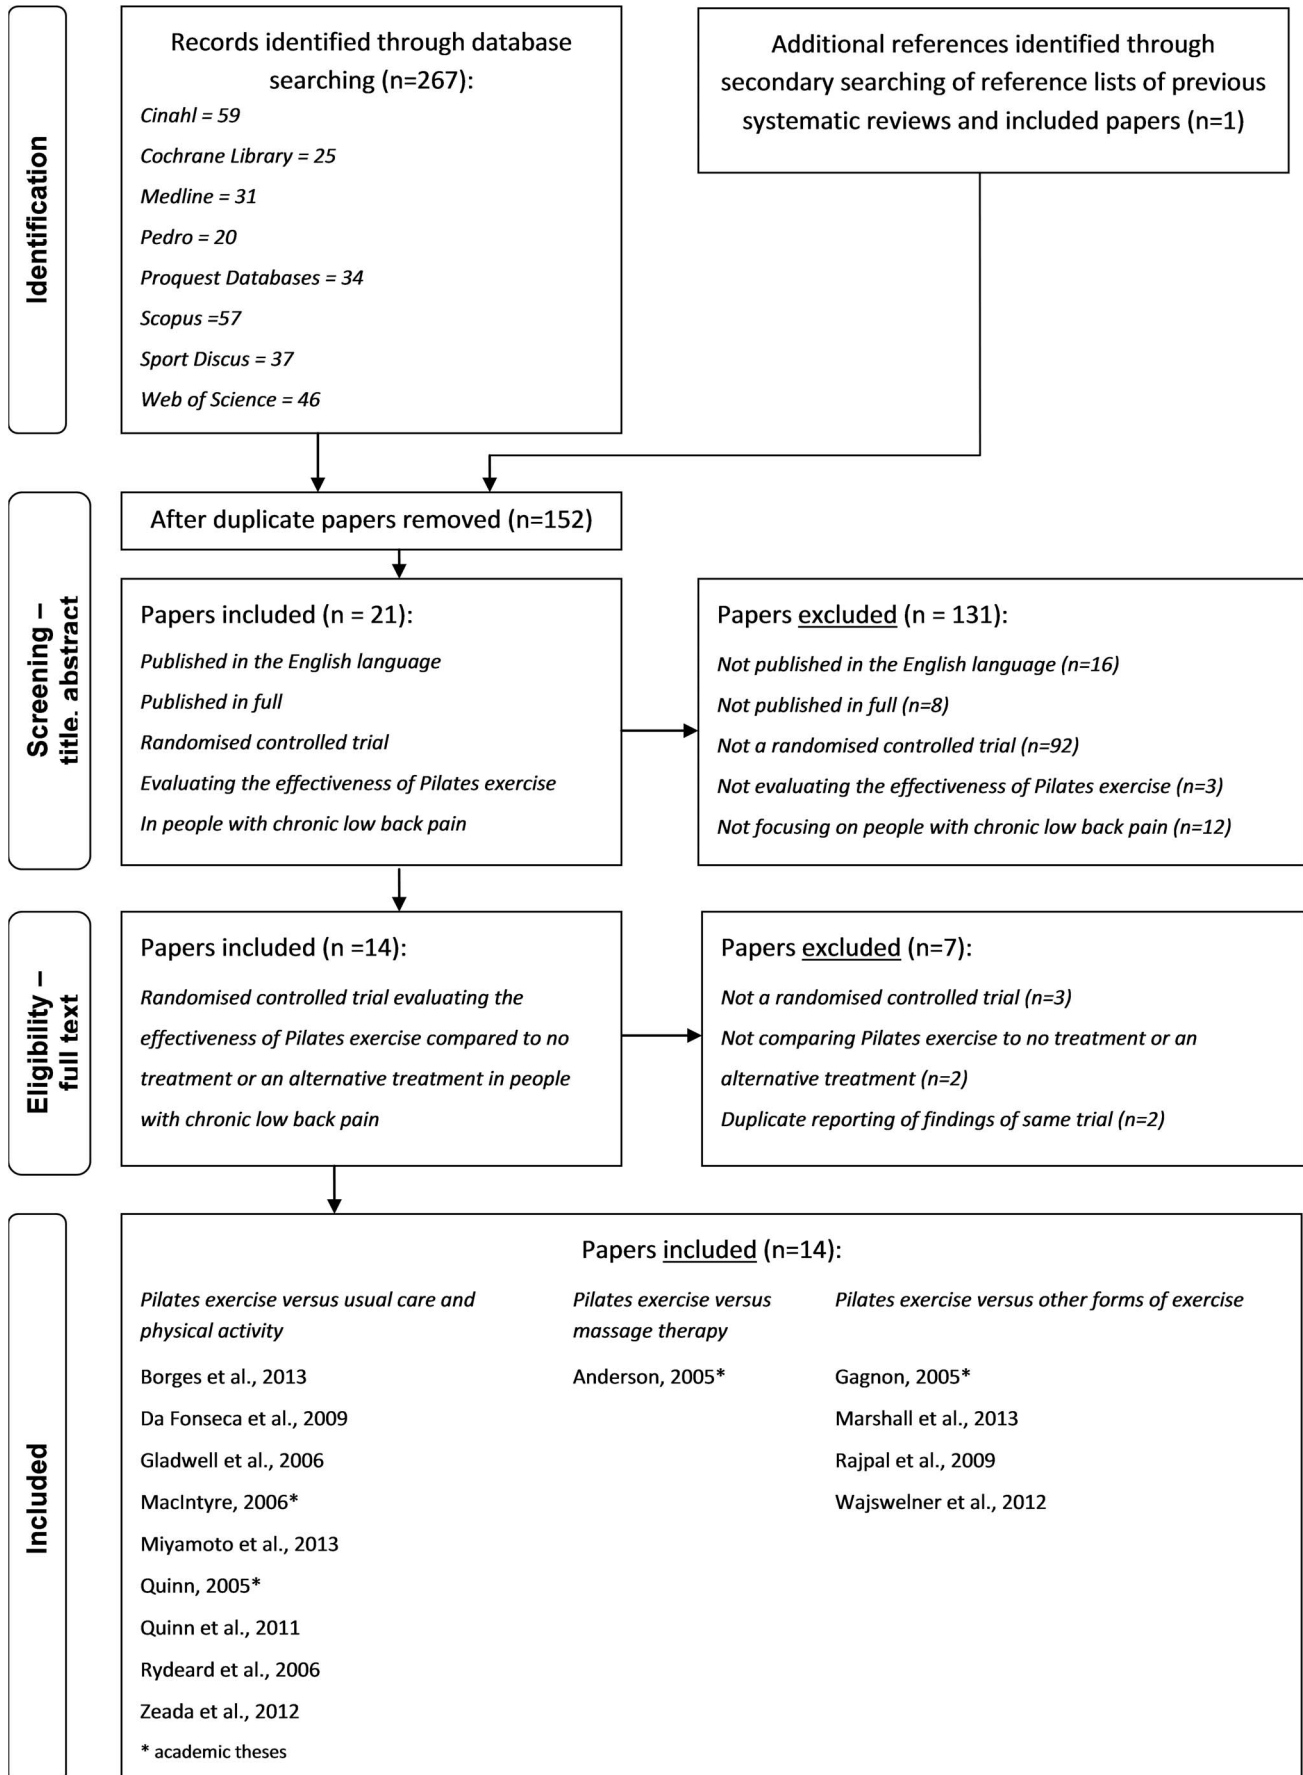 Identification
Records identified through database
searching (n=267):
Cinahl = 59
Cochrane Library = 25
Medline = 31
Pedro = 20
Proquest Databases = 34
Scopus =57
Sport Discus = 37
Web of Science = 46
Additional references identified through
secondary searching of reference lists of previous
systematic reviews and included papers (n=1)
Screening –
title. abstract
After duplicate papers removed (n=152)
Papers included (n = 21):
Published in the English language
Published in full
Randomised controlled trial
Evaluating the effectiveness of Pilates exercise
In people with chronic low back pain
Papers excluded (n = 131):
Not published in the English language (n=16)
Not published in full (n=8)
Not a randomised controlled trial (n=92)
Not evaluating the effectiveness of Pilates exercise (n=3)
Not focusing on people with chronic low back pain (n=12)
Eligibility –
full text
Papers included (n =14):
Randomised controlled trial evaluating the
effectiveness of Pilates exercise compared to no
treatment or an alternative treatment in people
with chronic low back pain
Papers excluded (n=7):
Not a randomised controlled trial (n=3)
Not comparing Pilates exercise to no treatment or an
alternative treatment (n=2)
Duplicate reporting of findings of same trial (n=2)
Included
Papers included (n=14):
Pilates exercise versus usual care and
physical activity
Borges et al., 2013
Da Fonseca et al., 2009
Gladwell et al., 2006
MacIntyre, 2006*
Miyamoto et al., 2013
Quinn, 2005*
Quinn et al., 2011
Rydeard et al., 2006
Zeada et al., 2012
* academic theses
Pilates exercise versus
massage therapy
Anderson, 2005*
Pilates exercise versus other forms of exercise
Gagnon, 2005*
Marshall et al., 2013
Rajpal et al., 2009
Wajswelner et al., 2012